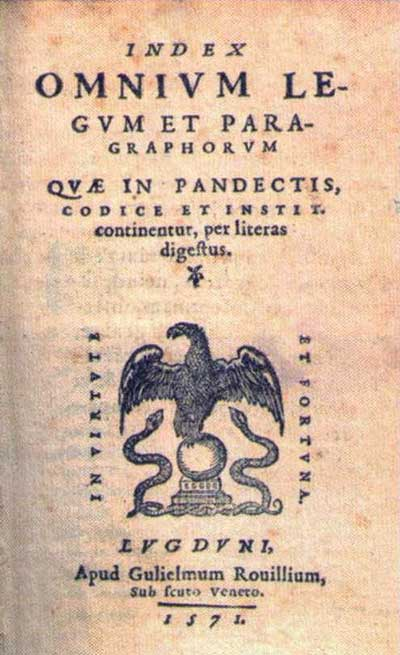 INDEX
OMNIVM LE-
GVM ET PARA-
GRAPHORVM
QVÆ IN PANDECTIS,
CODICE ET INSTIT.
continentur, per literas
digestus.
IN VIRTVTE
ET FORTVNA.
LVGDVNI,
Apud Gulielmum Rouillium,
Sub scuto Veneto.
1571.